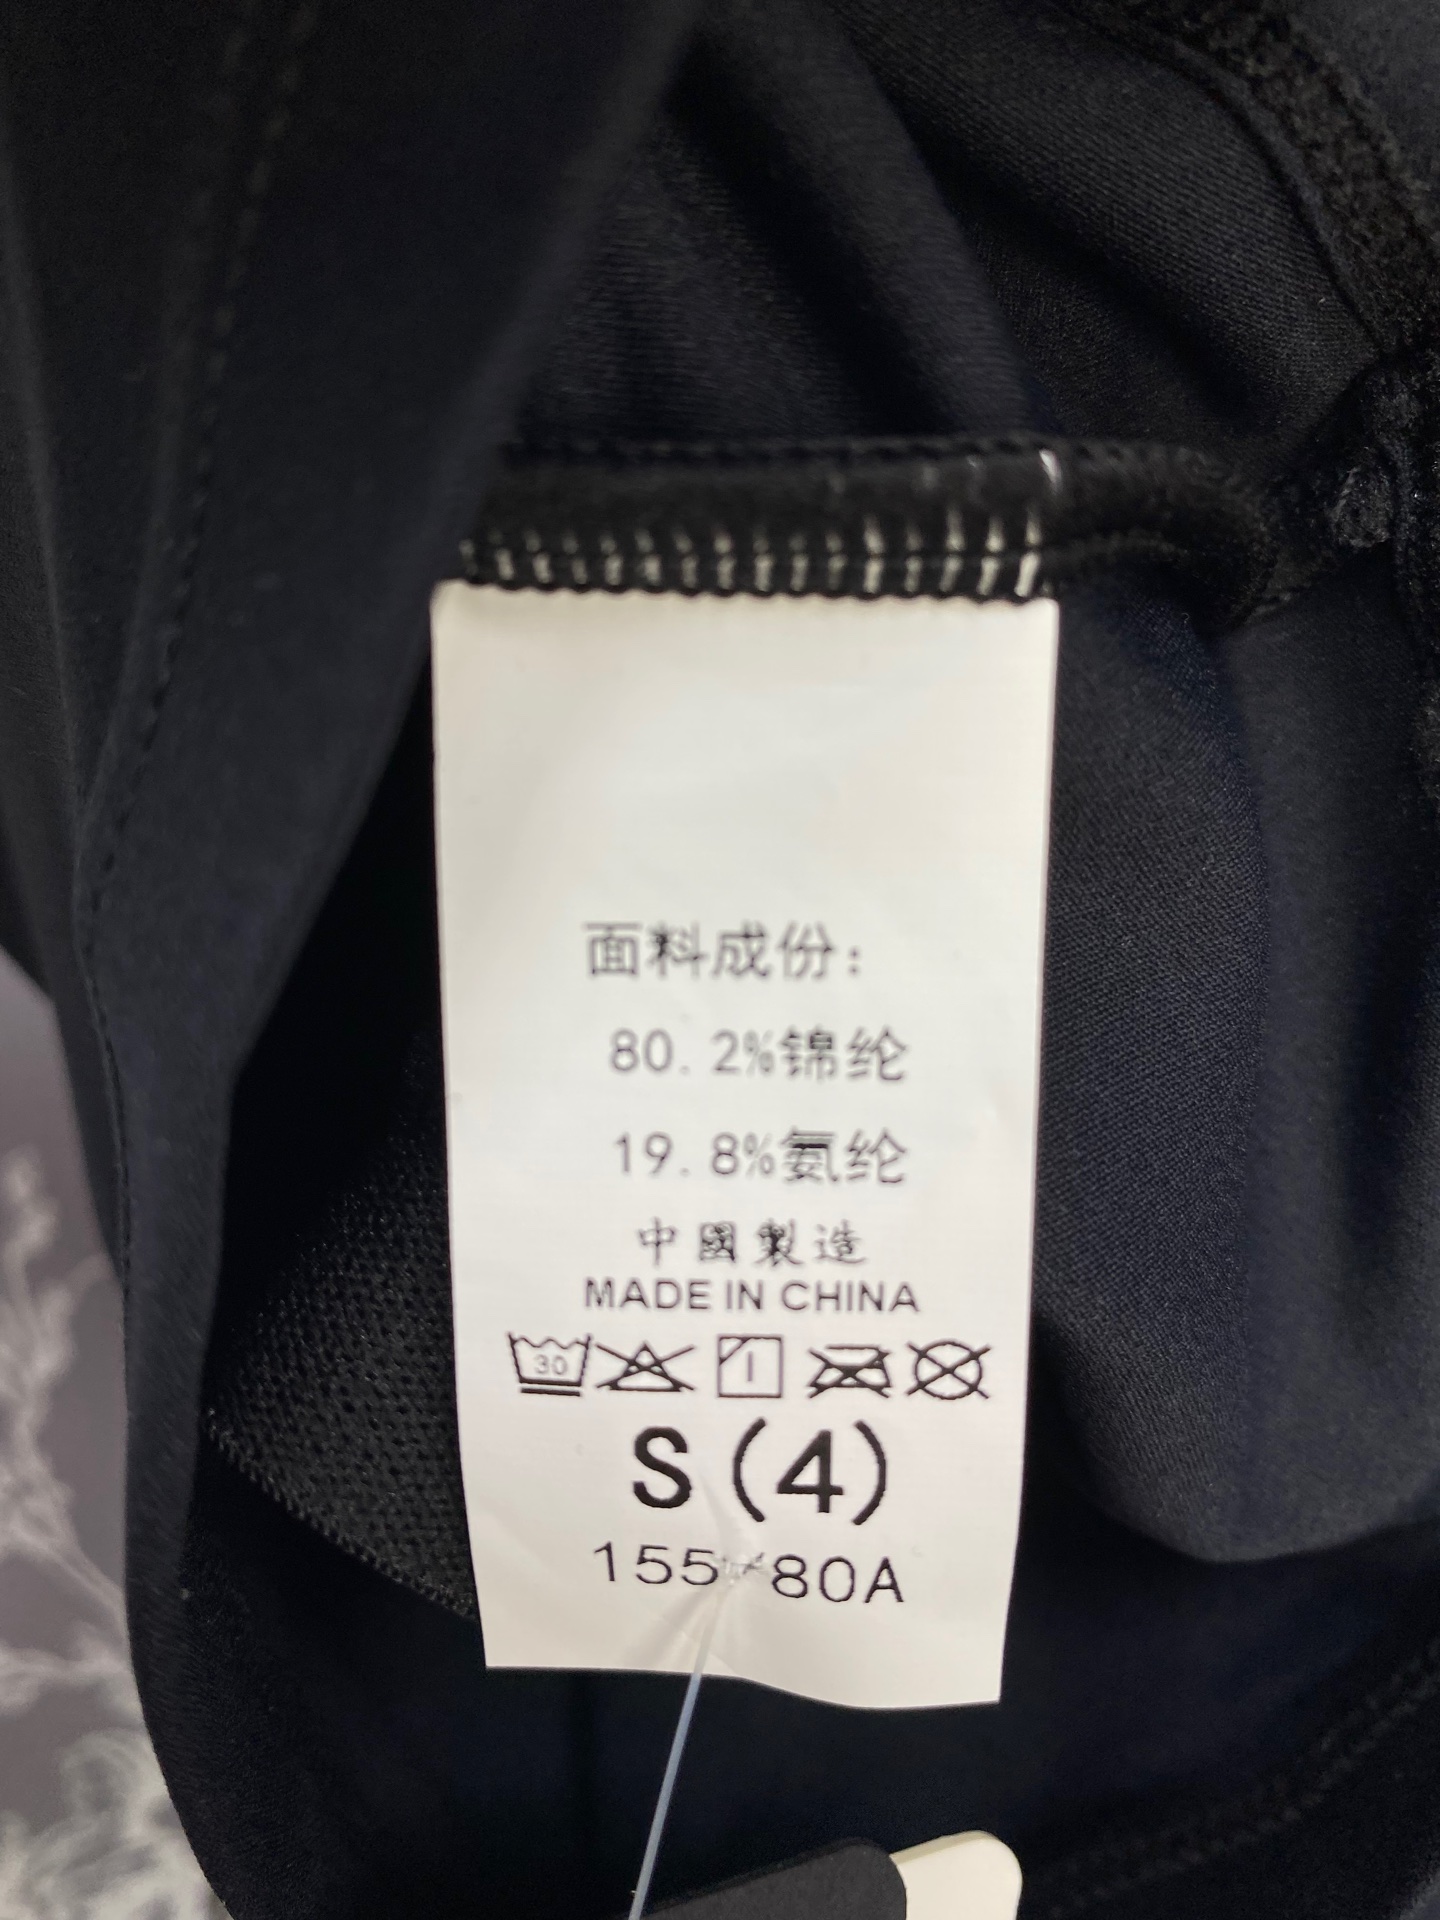 面料成份：
80.2%锦纶
19.8%氨纶
中國製造
MADE IN CHINA
30
S(4)
155/80A